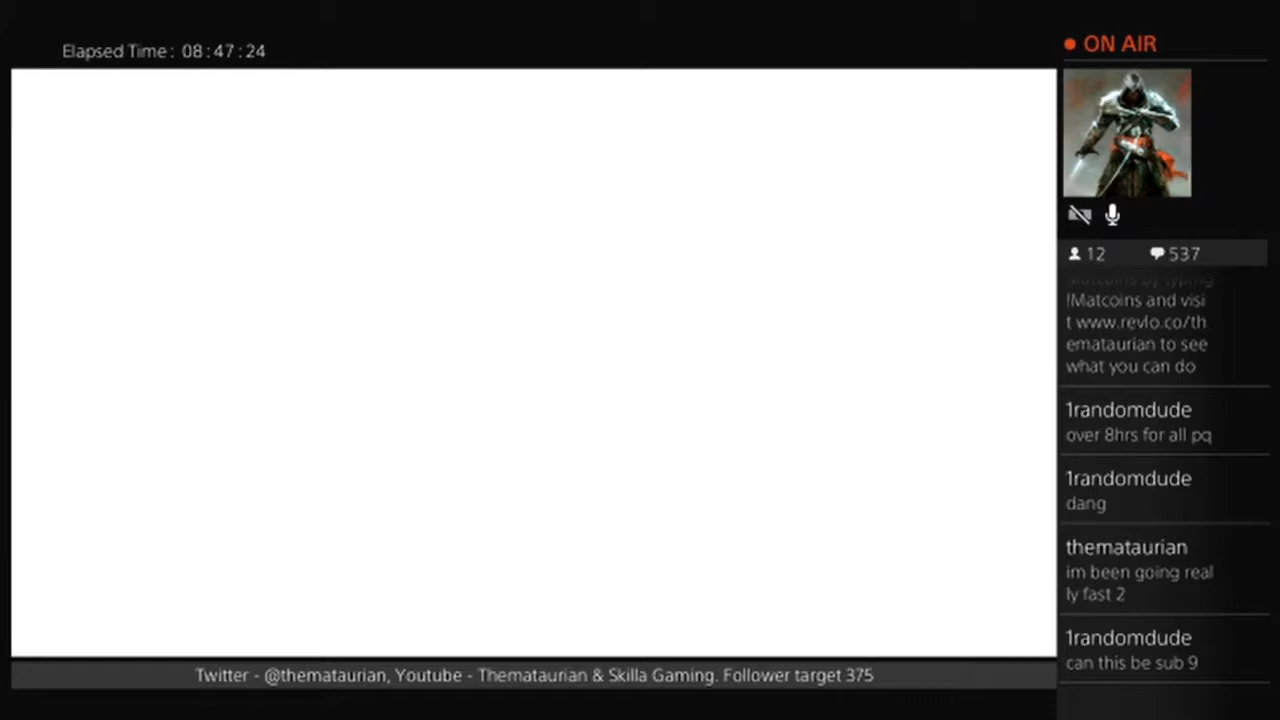 Elapsed Time: 08:47:24
ON AIR
12 537
!Matcoins and visi
t www.revlo.co/th
emataurian to see
what you can do
1randomdude
over 8hrs for all pq
1randomdude
dang
themataurian
im been going real
ly fast 2
1randomdude
can this be sub 9
Twitter - @themataurian, Youtube - Themataurian & Skilla Gaming. Follower target 375